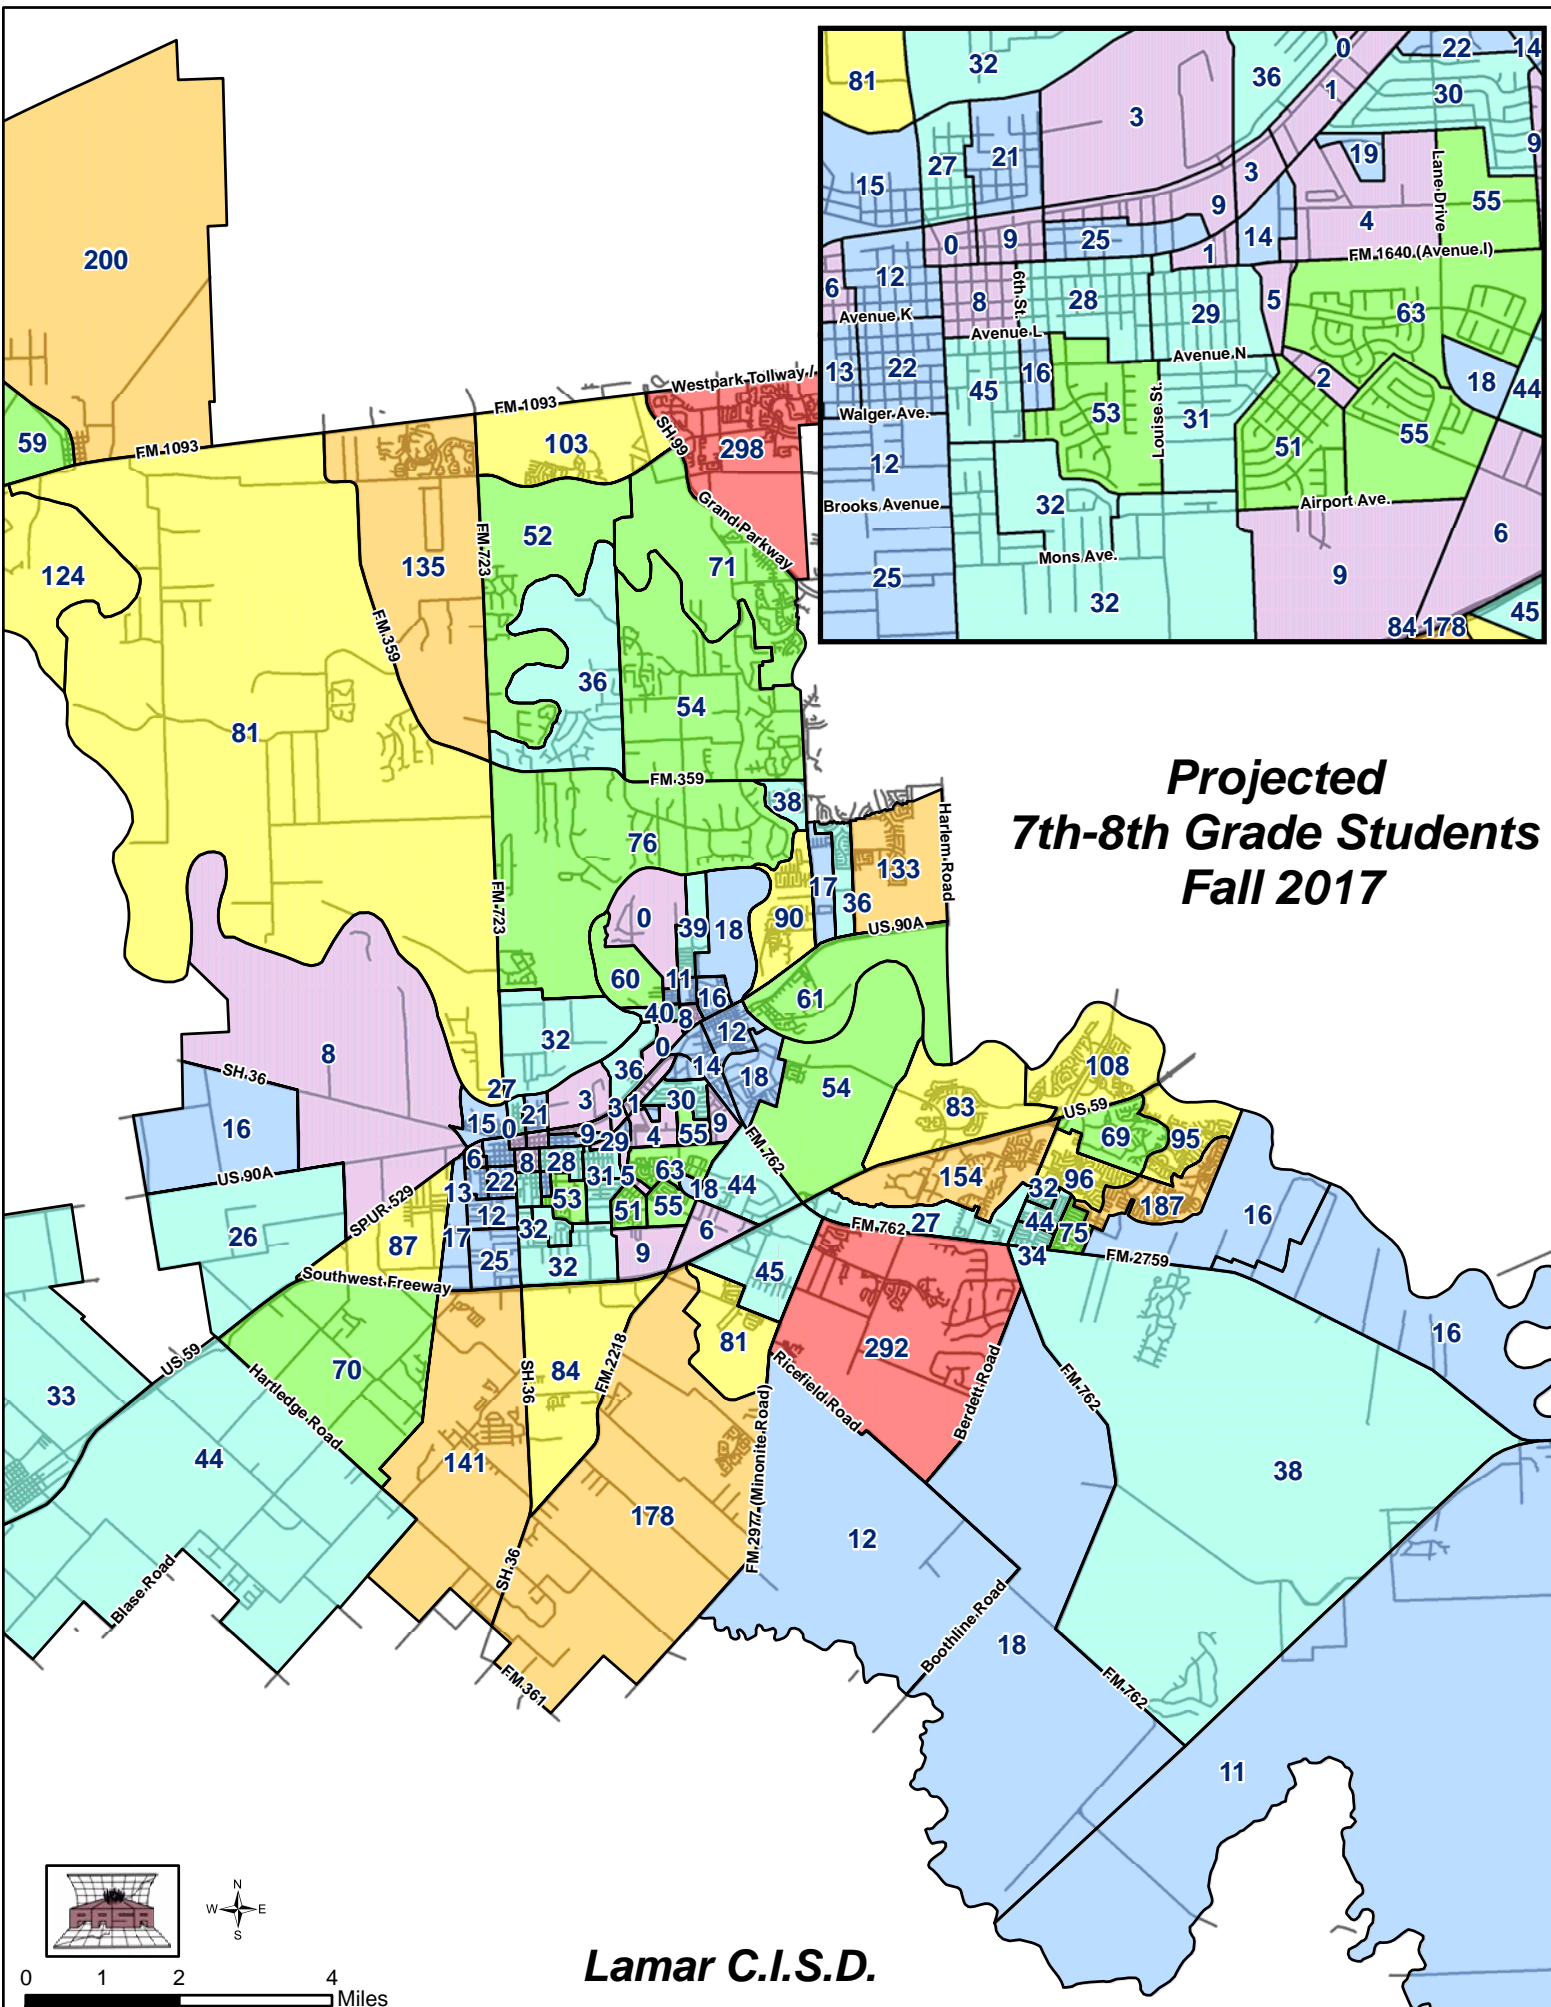 81
32
3
36
0
1
22
14
30
9
15
27
21
3
9
19
4
55
Lane Drive
0
9
25
1
14
FM 1640 (Avenue I)
6
12
8
6th St.
28
29
5
63
Avenue K
Avenue L
Avenue N
13
22
45
16
53
Louise St.
31
2
18
44
51
55
Walger Ave.
12
Brooks Avenue
32
Airport Ave.
Mons Ave.
25
32
9
6
84
178
45
200
59
FM 1093
FM 1093
Westpark Tollway /
103
SH 99
298
Grand Parkway
124
135
FM 723
52
71
FM 359
36
54
81
FM 359
38
76
Projected
7th-8th Grade Students
Fall 2017
17
36
133
Harlem Road
US 90A
FM 723
0
39
18
90
60
11
16
61
40
8
12
32
0
14
18
54
36
8
SH 36
16
US 90A
27
15
0
21
3
3
1
30
9
29
4
55
9
FM 762
6
8
28
31
5
63
44
13
22
53
51
55
18
12
32
17
25
32
9
6
26
SPUR 529
87
Southwest Freeway
83
108
US 59
69
95
154
96
32
187
44
75
34
16
FM 762
27
FM 2759
45
292
16
33
US 59
Hartledge Road
70
44
141
SH 36
84
FM 2218
81
178
FM 2977 (Minonite Road)
Ricefield Road
Berdett Road
FM 762
38
12
Blase Road
SH 36
FM 361
Boothline Road
18
FM 762
11
PASA
N
W
E
S
0
1
2
4
Miles
Lamar C.I.S.D.